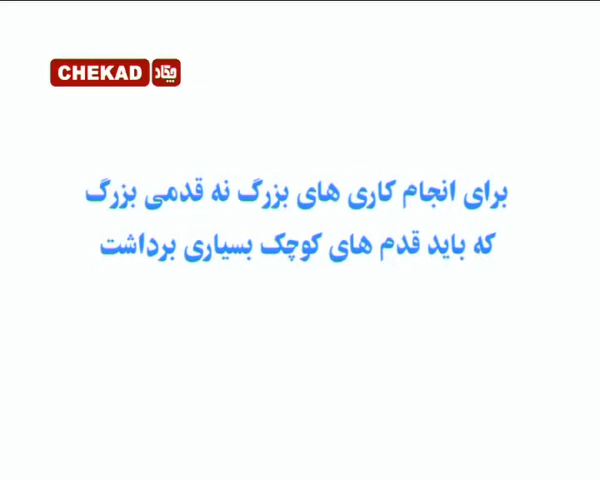 CHEKAD چکاد
برای انجام کاری های بزرگ نه قدمی بزرگ
که باید قدم های کوچک بسیاری برداشت